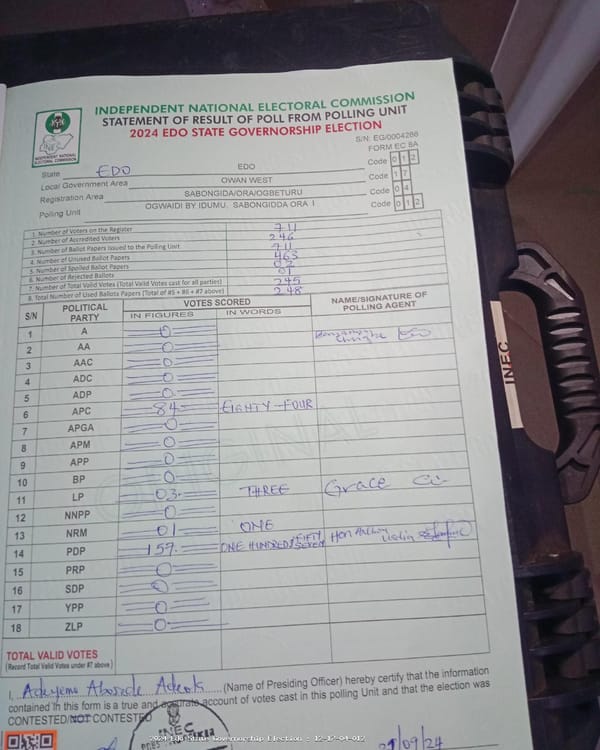 INDEPENDENT NATIONAL ELECTORAL COMMISSION
STATEMENT OF RESULT OF POLL FROM POLLING UNIT
2024 EDO STATE GOVERNORSHIP ELECTION
INDEPENDENT NATIONAL ELECTORAL COMMISSION
S/N: EG/0004286
FORM EC 8A
State EDO EDO Code 0 1 2
Local Government Area OWAN WEST Code 1 7
Registration Area SABONGIDA/ORA/OGBETURU Code 0 4
Polling Unit OGWAIDI BY IDUMU. SABONGIDDA ORA I Code 0 1 2
1. Number of Voters on the Register 711
2. Number of Accredited Voters 246
3. Number of Ballot Papers Issued to the Polling Unit 711
4. Number of Unused Ballot Papers 463
5. Number of Spoiled Ballot Papers 02
6. Number of Rejected Ballots 01
7. Number of Total Valid Votes (Total Valid Votes cast for all parties) 245
8. Total Number of Used Ballots Papers (Total of #5 + #6 + #7 above) 248
S/N POLITICAL PARTY VOTES SCORED NAME/SIGNATURE OF POLLING AGENT
IN FIGURES IN WORDS
1 A 0
2 AA 0
3 AAC 0
4 ADC 0
5 ADP 0
6 APC 84 EIGHTY-FOUR
7 APGA 0
8 APM 0
9 APP 0
10 BP 0
11 LP 03 THREE Grace
12 NNPP 0
13 NRM 01 ONE
14 PDP 157 ONE HUNDRED/FIFTY SEVEN Hon
15 PRP 0
16 SDP 0
17 YPP 0
18 ZLP 0
TOTAL VALID VOTES
(Record Total Valid Votes under #7 above)
I, (Name of Presiding Officer) hereby certify that the information
contained in this form is a true and accurate account of votes cast in this polling Unit and that the election was
CONTESTED/NOT CONTESTED
INEC
2024 Edo State Governorship Election : 12-17-04-012
/09/24
INEC